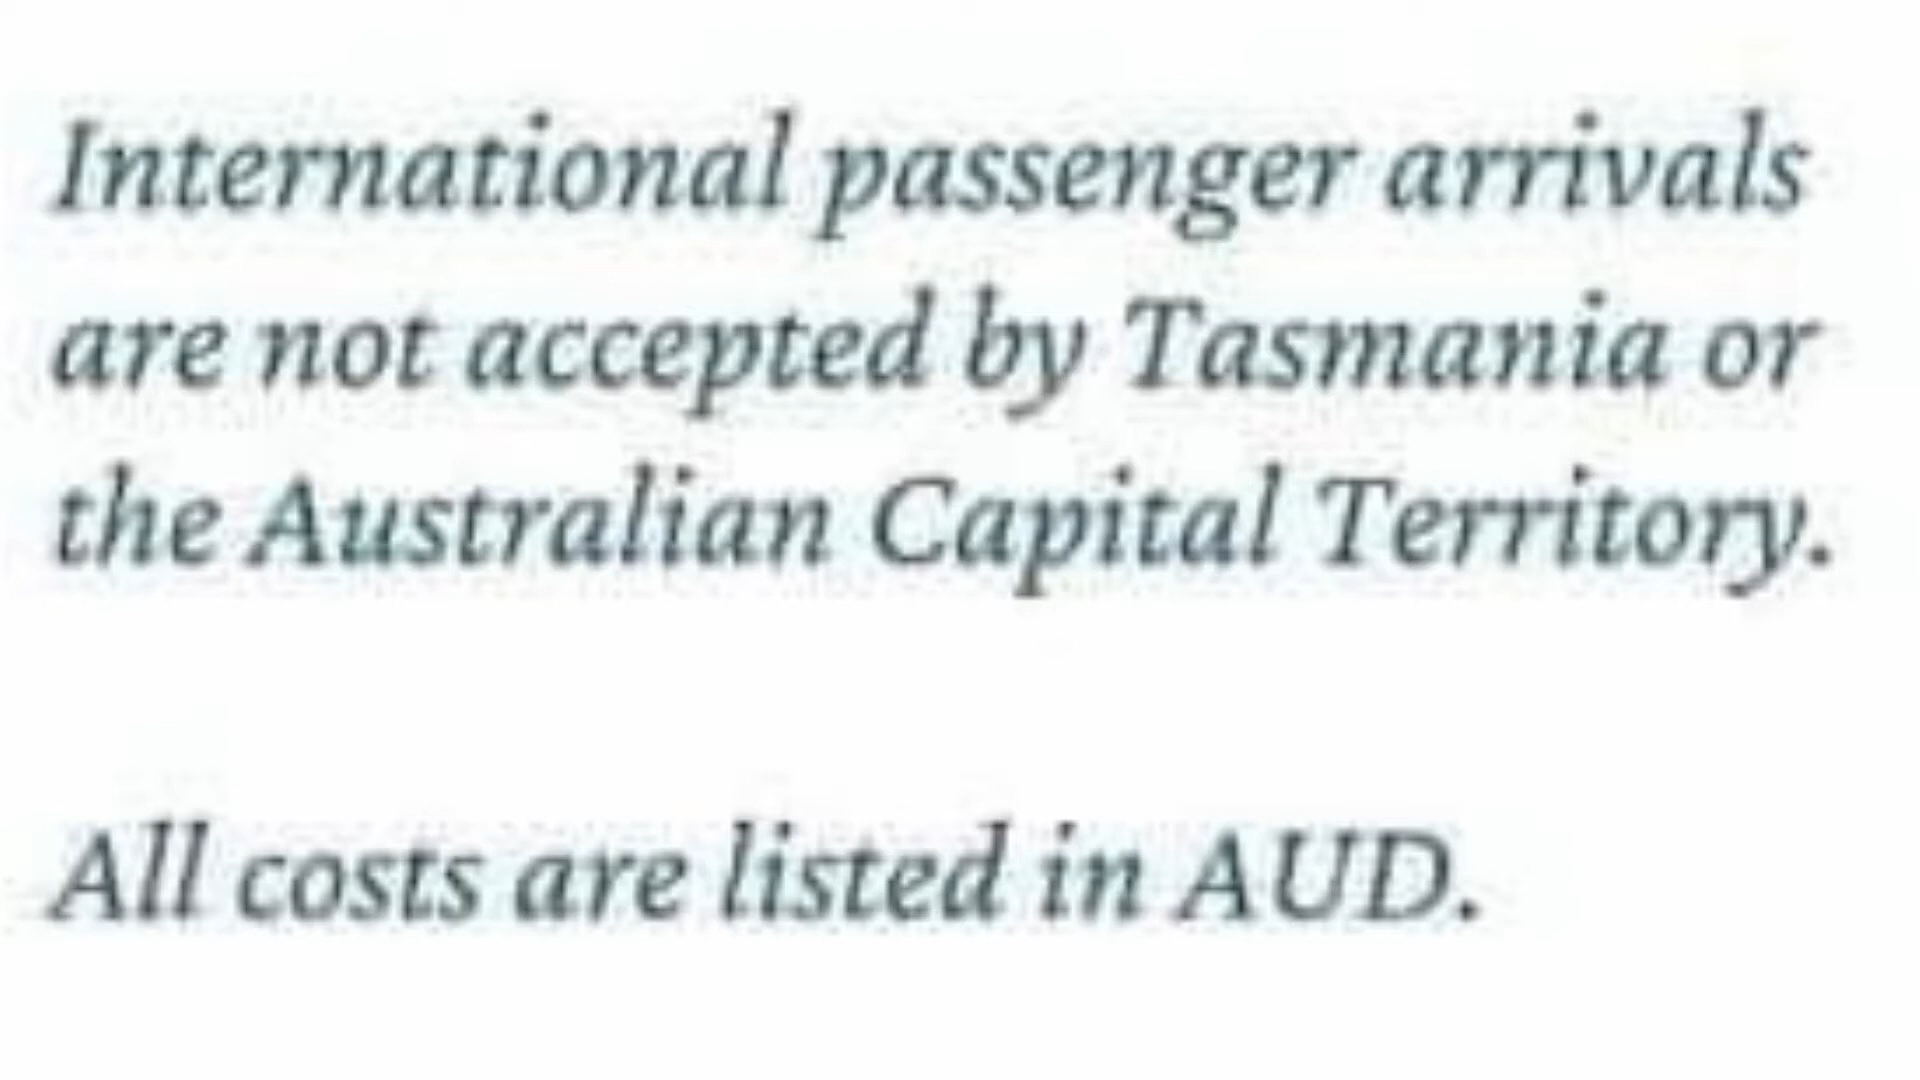 International passenger arrivals
are not accepted by Tasmania or
the Australian Capital Territory.
All costs are listed in AUD.